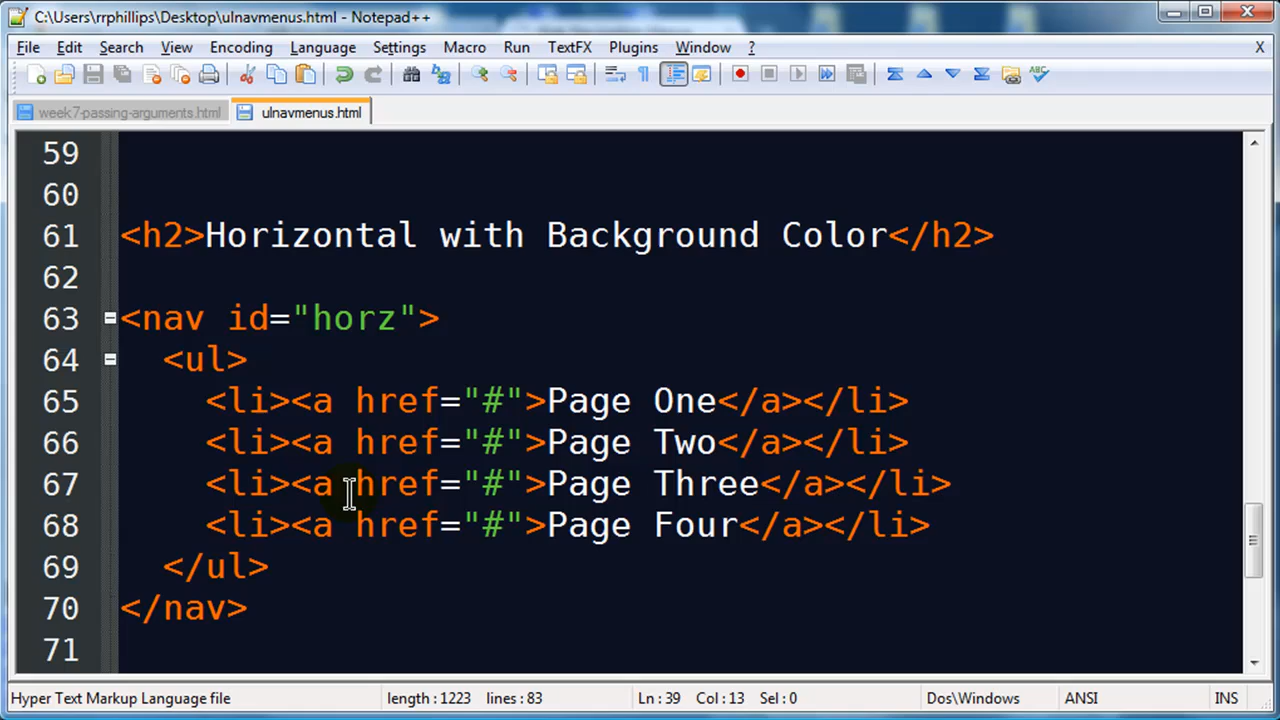 C:\Users\rrphillips\Desktop\ulnavmenus.html - Notepad++
File Edit Search View Encoding Language Settings Macro Run TextFX Plugins Window ? X
week7-passing-arguments.html ulnavmenus.html
59
60
61 <h2>Horizontal with Background Color</h2>
62
63 <nav id="horz">
64 <ul>
65 <li><a href="#">Page One</a></li>
66 <li><a href="#">Page Two</a></li>
67 <li><a href="#">Page Three</a></li>
68 <li><a href="#">Page Four</a></li>
69 </ul>
70 </nav>
71
Hyper Text Markup Language file length : 1223 lines : 83 Ln : 39 Col : 13 Sel : 0 Dos\Windows ANSI INS